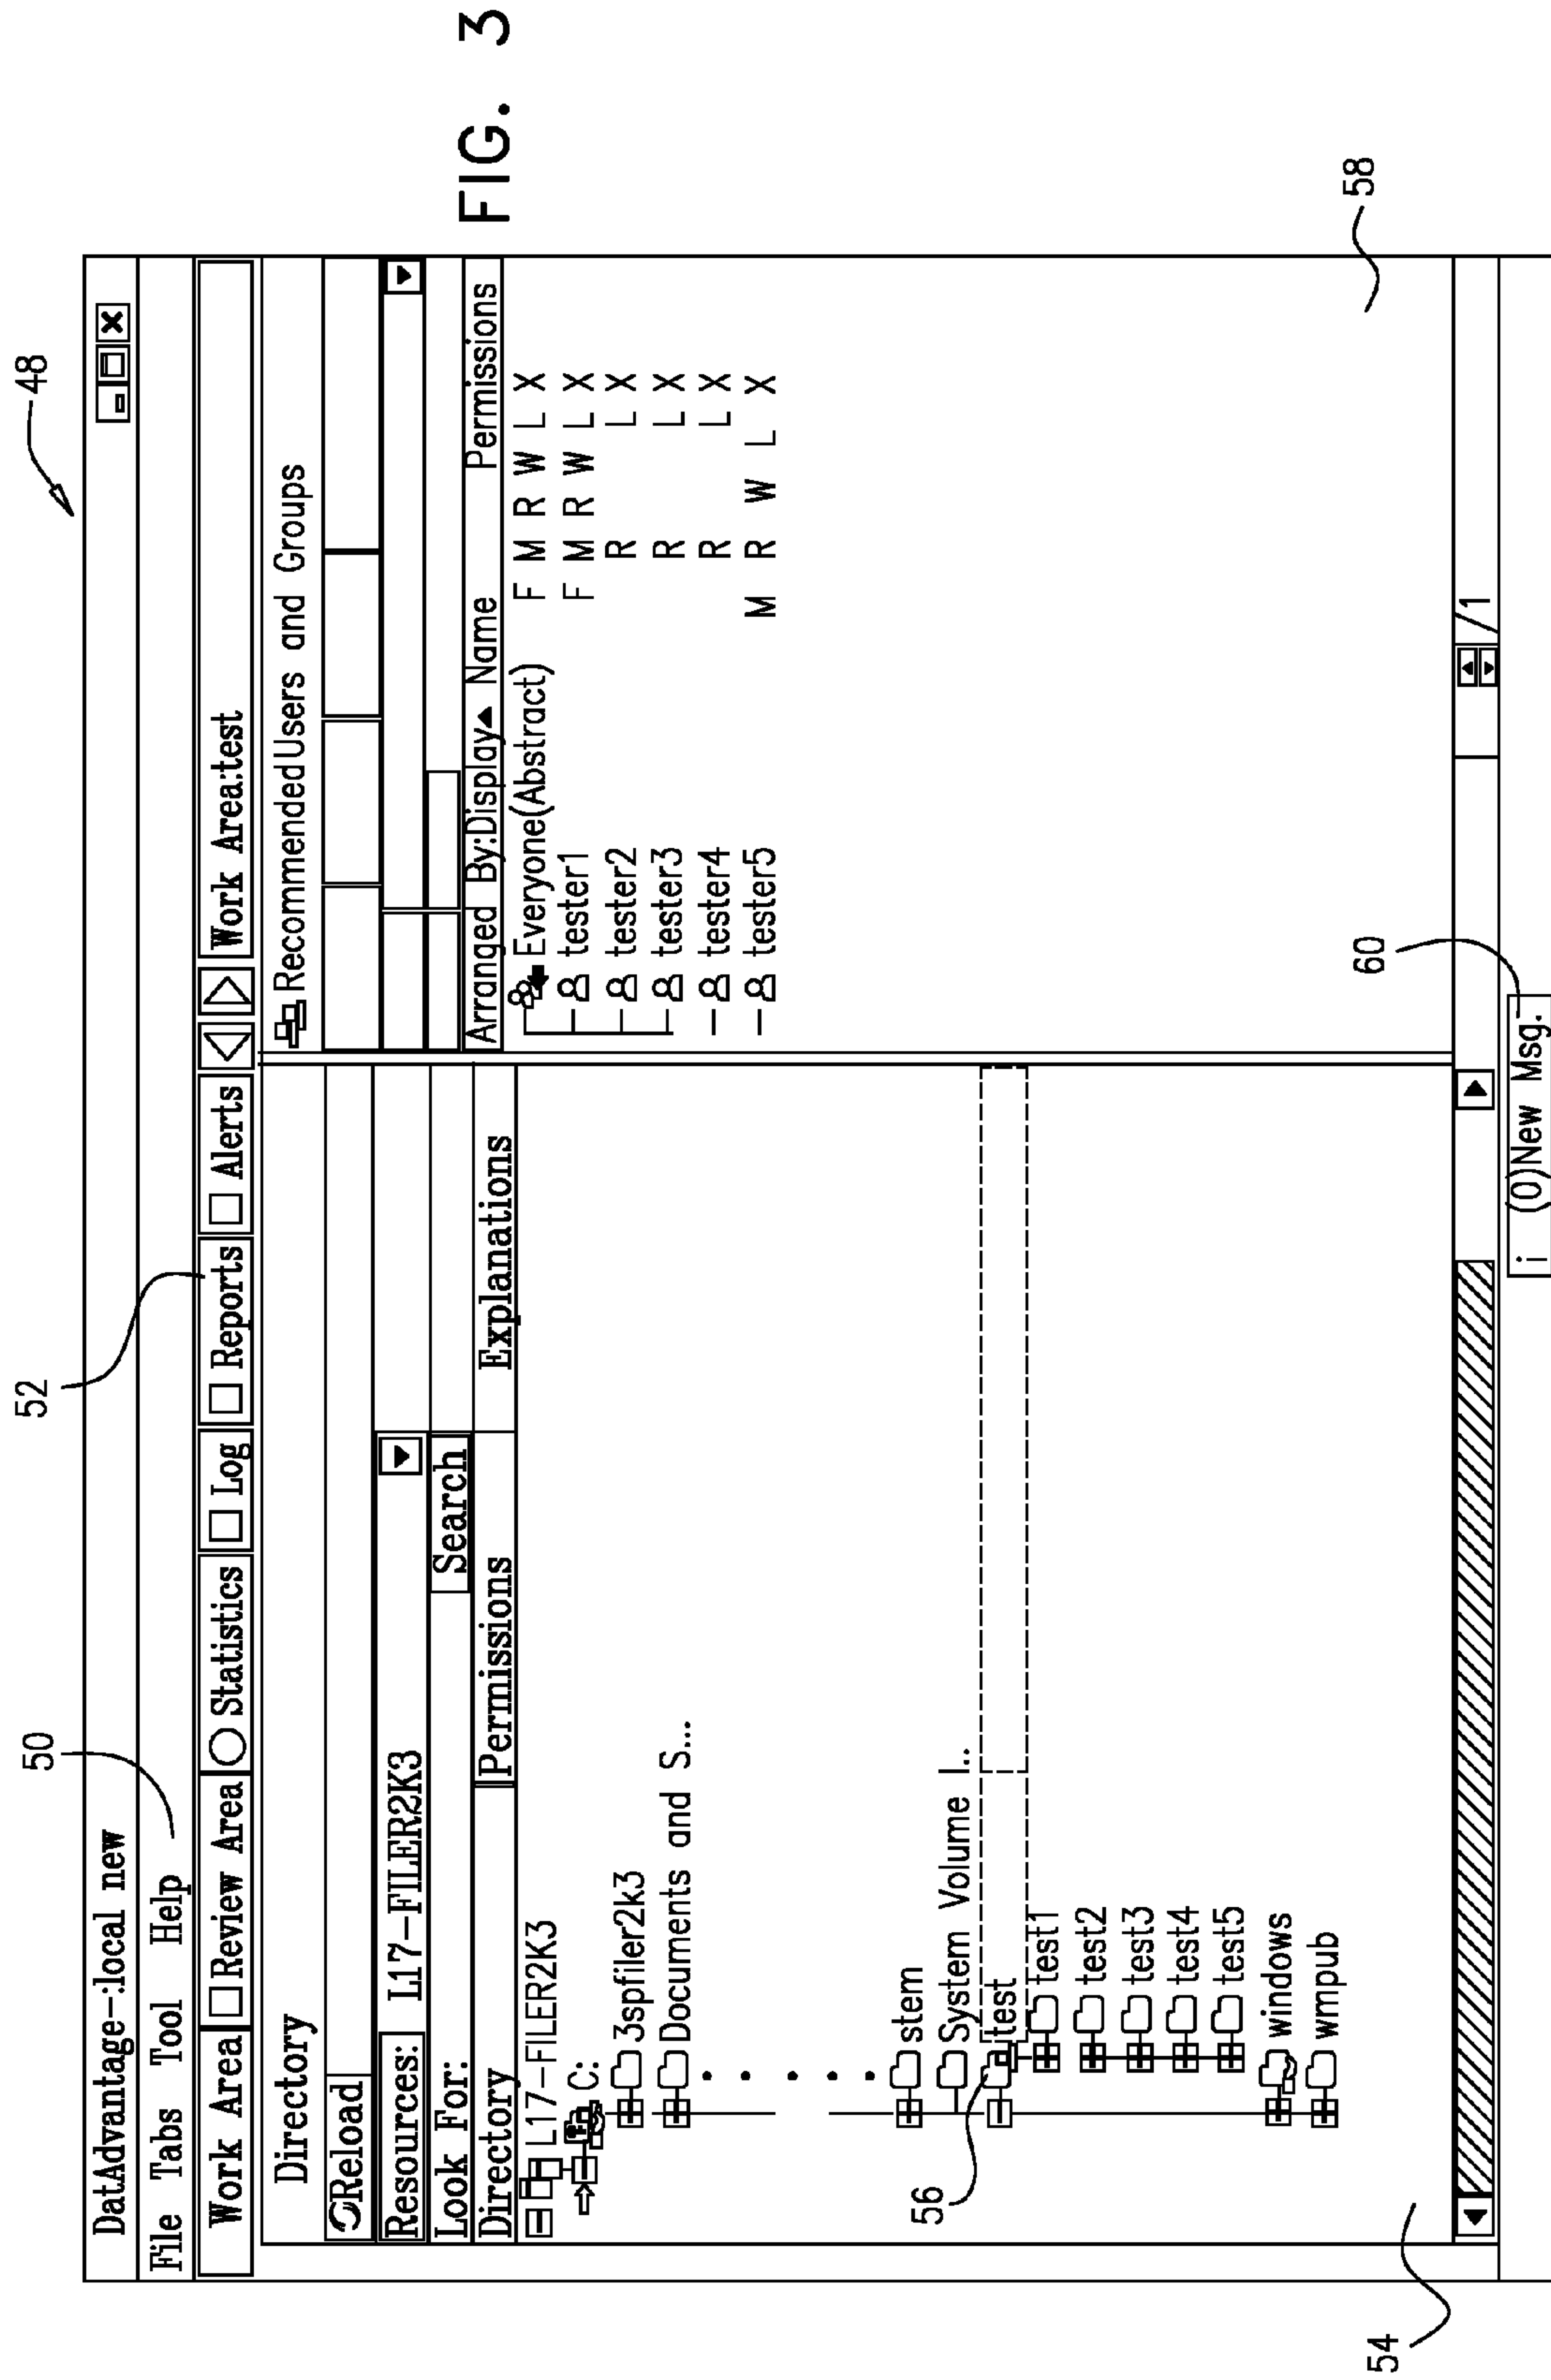 48
DatAdvantage-:local new
50
52
File Tabs Tool Help
Work Area Review Area Statistics Log Reports Alerts Work Area:test
Directory
Reload
Resources: L17-FILER2K3
Look For: Search
Directory Permissions Explanations
L17-FILER2K3
C:
3spfiler2k3
Documents and S...
stem
System Volume I..
56
test
test1
test2
test3
test4
test5
windows
wmpub
54
RecommendedUsers and Groups
Arranged By:Display Name Permissions
Everyone(Abstract) F M R W L X
tester1 F M R W L X
tester2 R L X
tester3 R L X
tester4 R L X
tester5 M R W L X
58
/1
60
i (0)New Msg.
FIG. 3